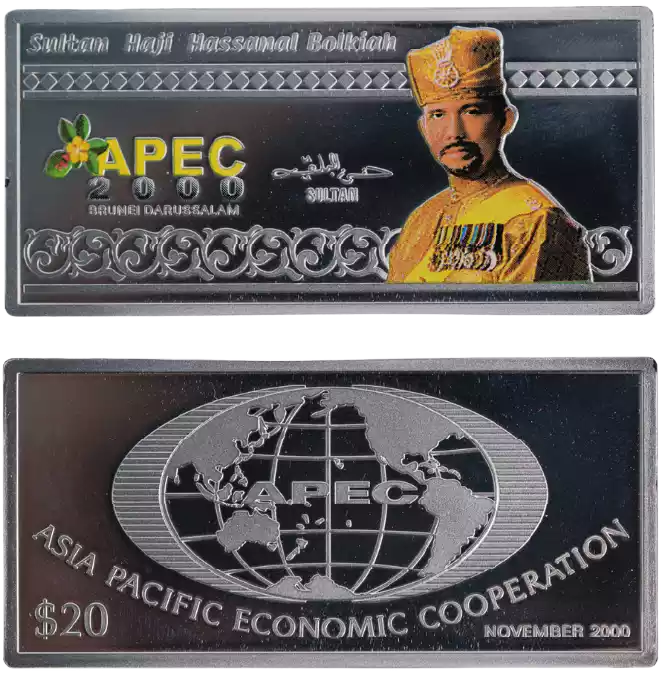 Sultan Haji Hassanal Bolkiah
APEC
2000
BRUNEI DARUSSALAM
SULTAN
APEC
ASIA PACIFIC ECONOMIC COOPERATION
$20
NOVEMBER 2000